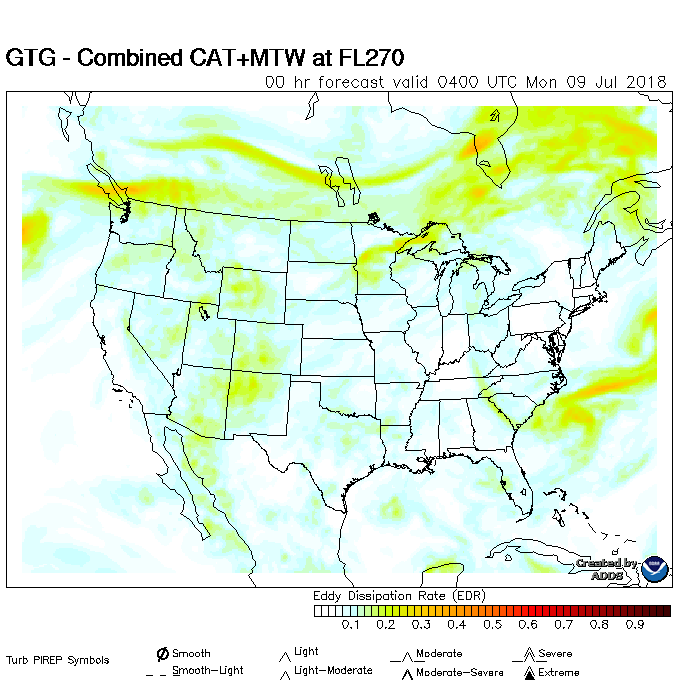 GTG - Combined CAT+MTW at FL270
00 hr forecast valid 0400 UTC Mon 09 Jul 2018
Created by
ADDS
Eddy Dissipation Rate (EDR)
0.1 0.2 0.3 0.4 0.5 0.6 0.7 0.8 0.9
Turb PIREP Symbols
Smooth Light Moderate Severe
Smooth-Light Light-Moderate Moderate-Severe Extreme